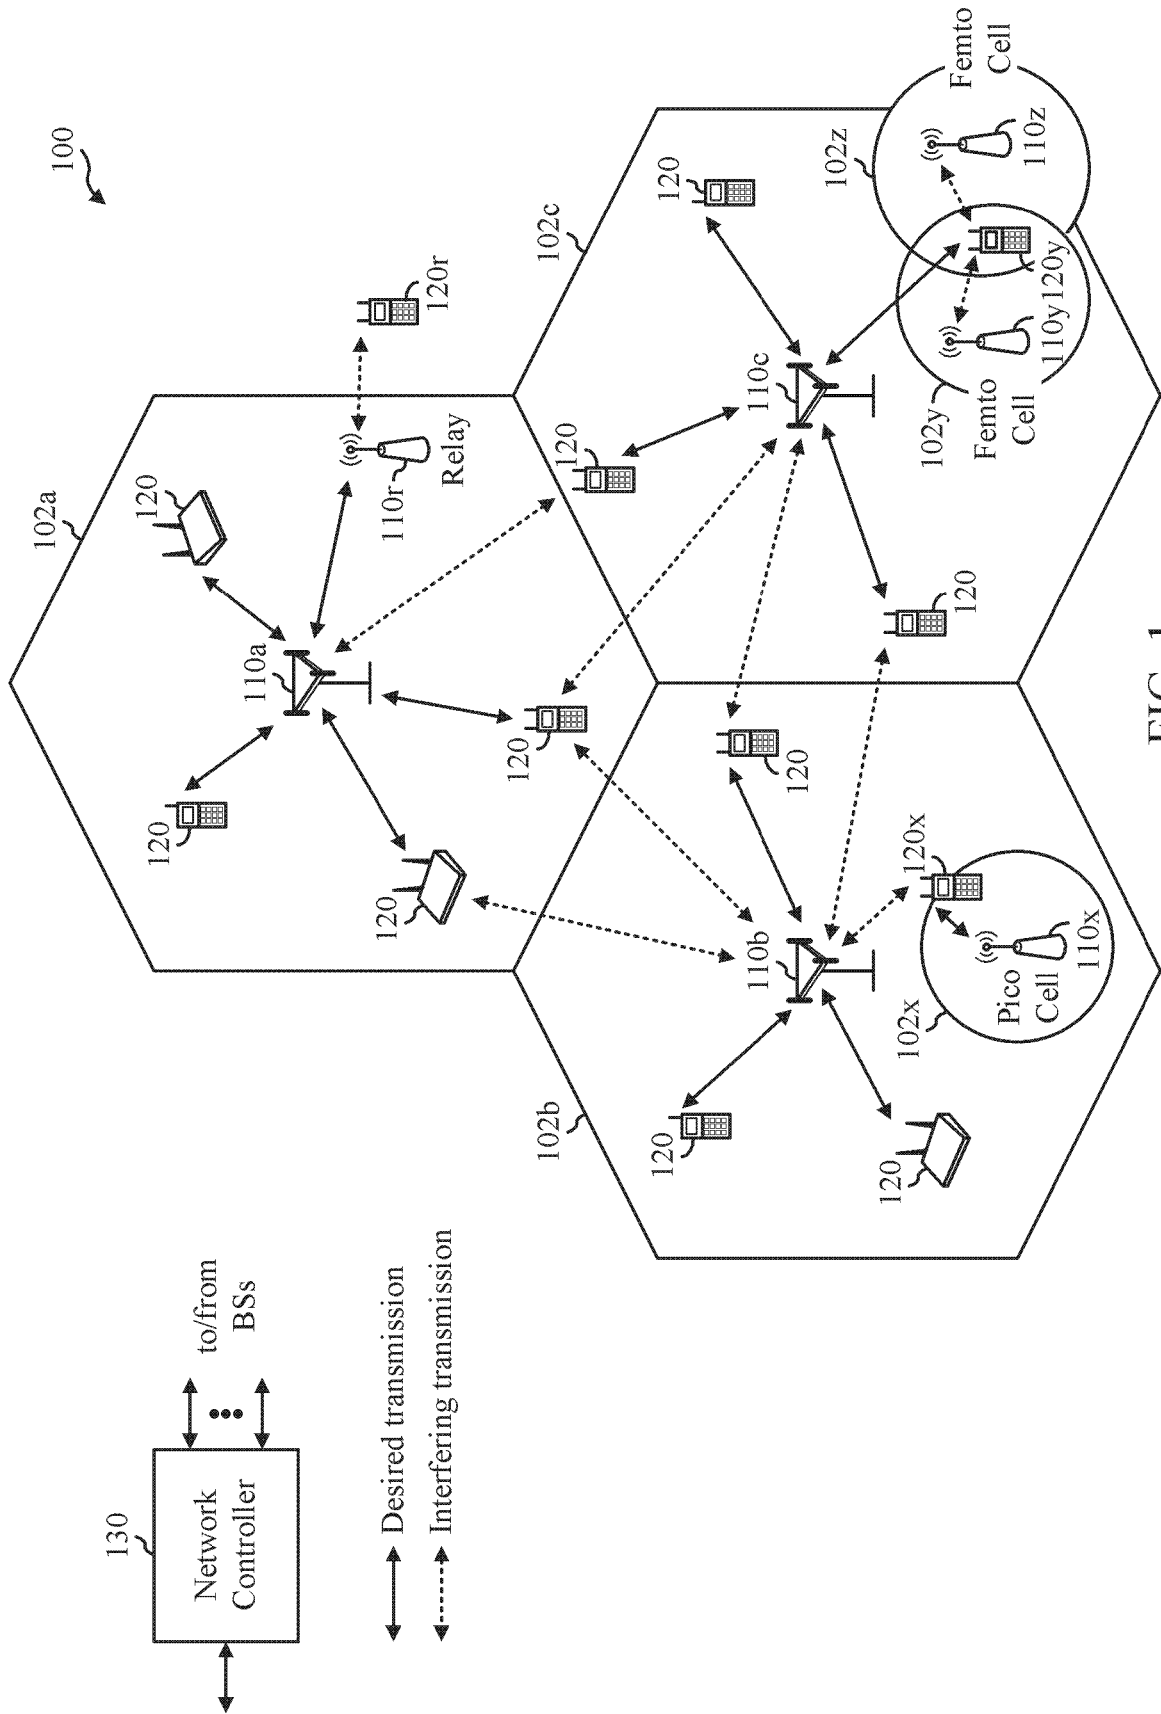 100
130
Network
Controller
to/from
BSs
Desired transmission
Interfering transmission
102a
120
120
110a
120
110r
Relay
120r
120
120
102b
120
110b
120
120
120x
102x
Pico
Cell
110x
102c
120
110c
120
120
102z
Femto
Cell
110z
102y
Femto
Cell
110y
120y
FIG. 1